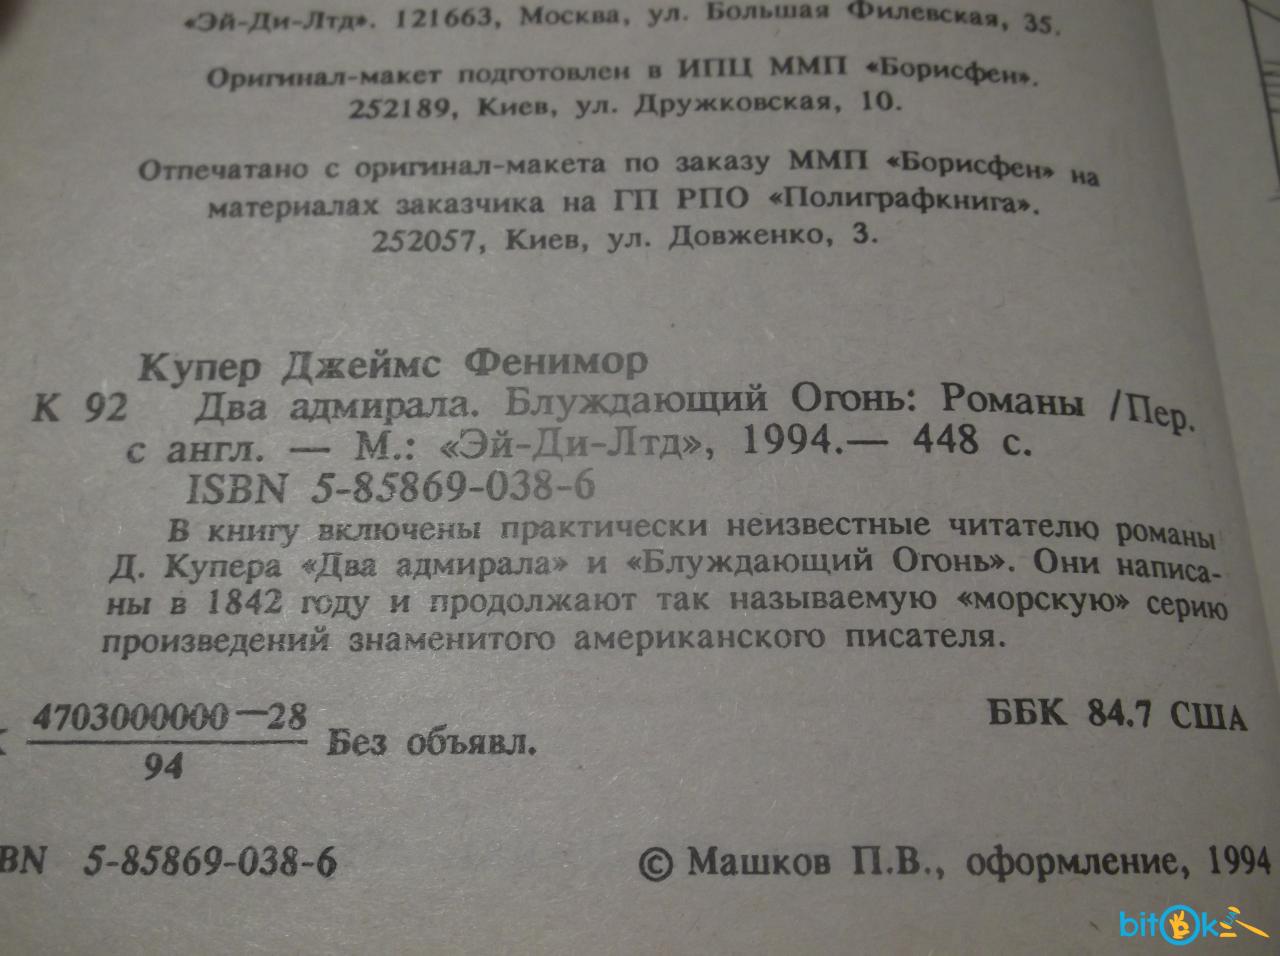 «Эй-Ди-Лтд». 121663, Москва, ул. Большая Филевская, 35.
Оригинал-макет подготовлен в ИПЦ ММП «Борисфен».
252189, Киев, ул. Дружковская, 10.
Отпечатано с оригинал-макета по заказу ММП «Борисфен» на
материалах заказчика на ГП РПО «Полиграфкнига».
252057, Киев, ул. Довженко, 3.
Купер Джеймс Фенимор
К 92 Два адмирала. Блуждающий Огонь: Романы /Пер.
с англ. — М.: «Эй-Ди-Лтд», 1994.— 448 с.
ISBN 5-85869-038-6
В книгу включены практически неизвестные читателю романы
Д. Купера «Два адмирала» и «Блуждающий Огонь». Они написа-
ны в 1842 году и продолжают так называемую «морскую» серию
произведений знаменитого американского писателя.
4703000000—28
94
Без объявл.
ББК 84.7 США
BN 5-85869-038-6
© Машков П.В., оформление, 1994
bitOk